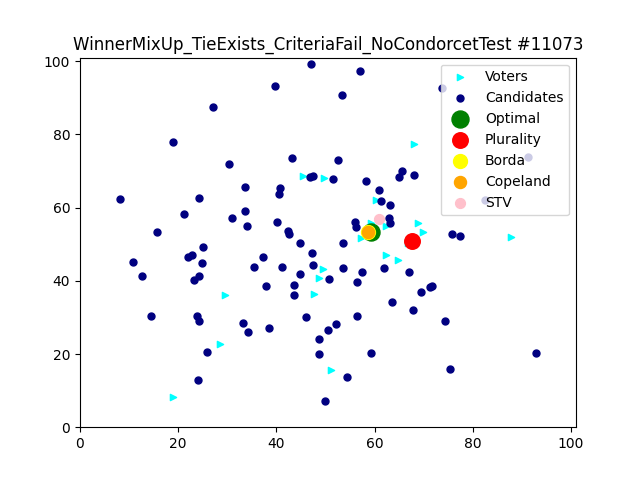 WinnerMixUp_TieExists_CriteriaFail_NoCondorcetTest #11073
100
80
60
40
20
0
0
20
40
60
80
100
Voters
Candidates
Optimal
Plurality
Borda
Copeland
STV